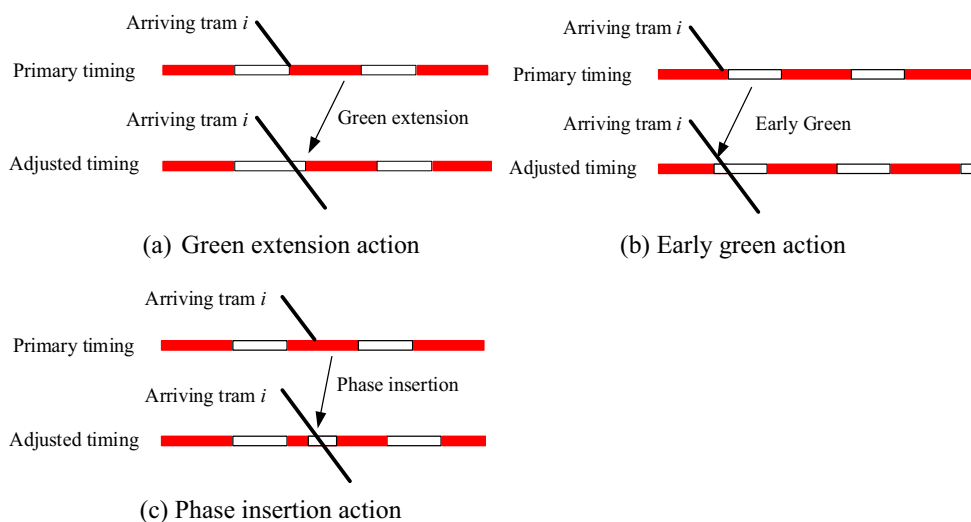 Arriving tram i
Primary timing
Green extension
Arriving tram i
Adjusted timing
(a) Green extension action
Arriving tram i
Primary timing
Early Green
Arriving tram i
Adjusted timing
(b) Early green action
Arriving tram i
Primary timing
Phase insertion
Arriving tram i
Adjusted timing
(c) Phase insertion action